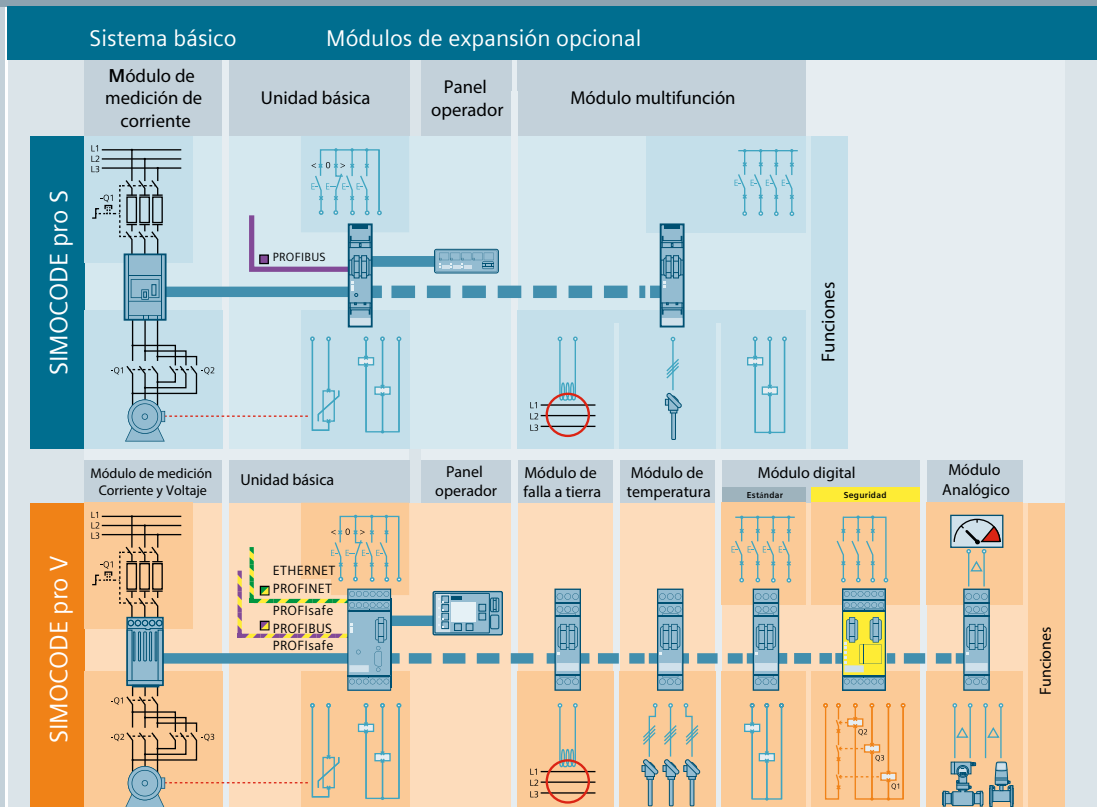 Sistema básico
Módulos de expansión opcional
Módulo de
medición de
corriente
Unidad básica
Panel
operador
Módulo multifunción
SIMOCODE pro S
L1
L2
L3
-Q1
< 0 >
E
E
E
E
E
E
E
PROFIBUS
Funciones
-Q1
-Q2
L1
L2
L3
Módulo de medición
Corriente y Voltaje
Unidad básica
Panel
operador
Módulo de
falla a tierra
Módulo de
temperatura
Módulo digital
Estándar
Seguridad
Módulo
Analógico
SIMOCODE pro V
L1
L2
L3
-Q1
< 0 >
E
E
E
E
E
E
E
ETHERNET
PROFINET
PROFIsafe
PROFIBUS
PROFIsafe
Funciones
-Q1
-Q2
-Q3
L1
L2
L3
Q2
Q3
Q1